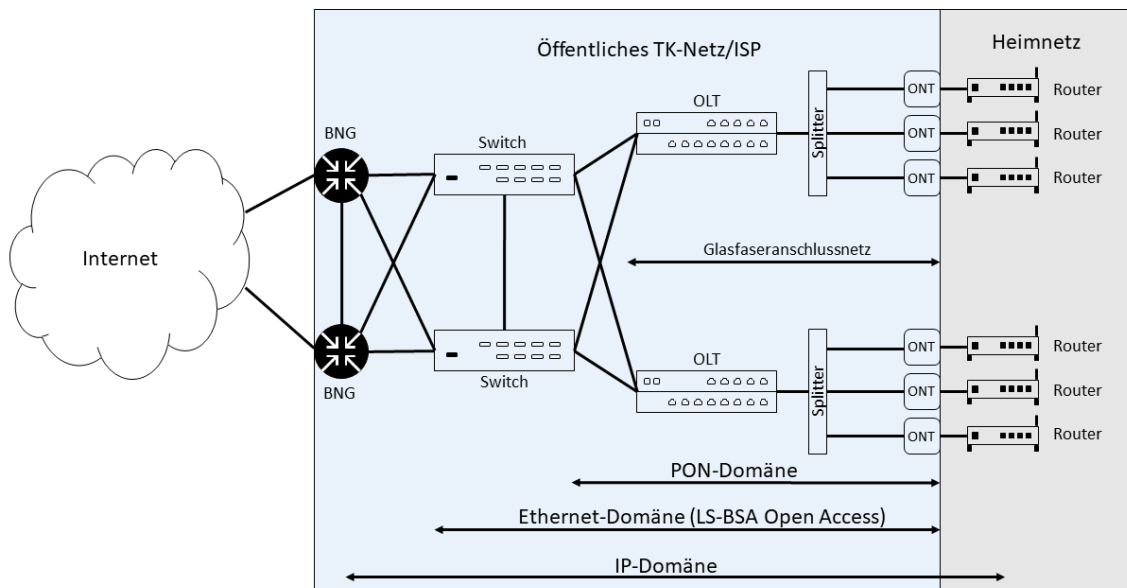 Öffentliches TK-Netz/ISP
Heimnetz
OLT
ONT
Router
BNG
Switch
Splitter
ONT
Router
ONT
Router
Internet
Glasfaseranschlussnetz
ONT
Router
OLT
BNG
Switch
Splitter
ONT
Router
ONT
Router
PON-Domäne
Ethernet-Domäne (LS-BSA Open Access)
IP-Domäne